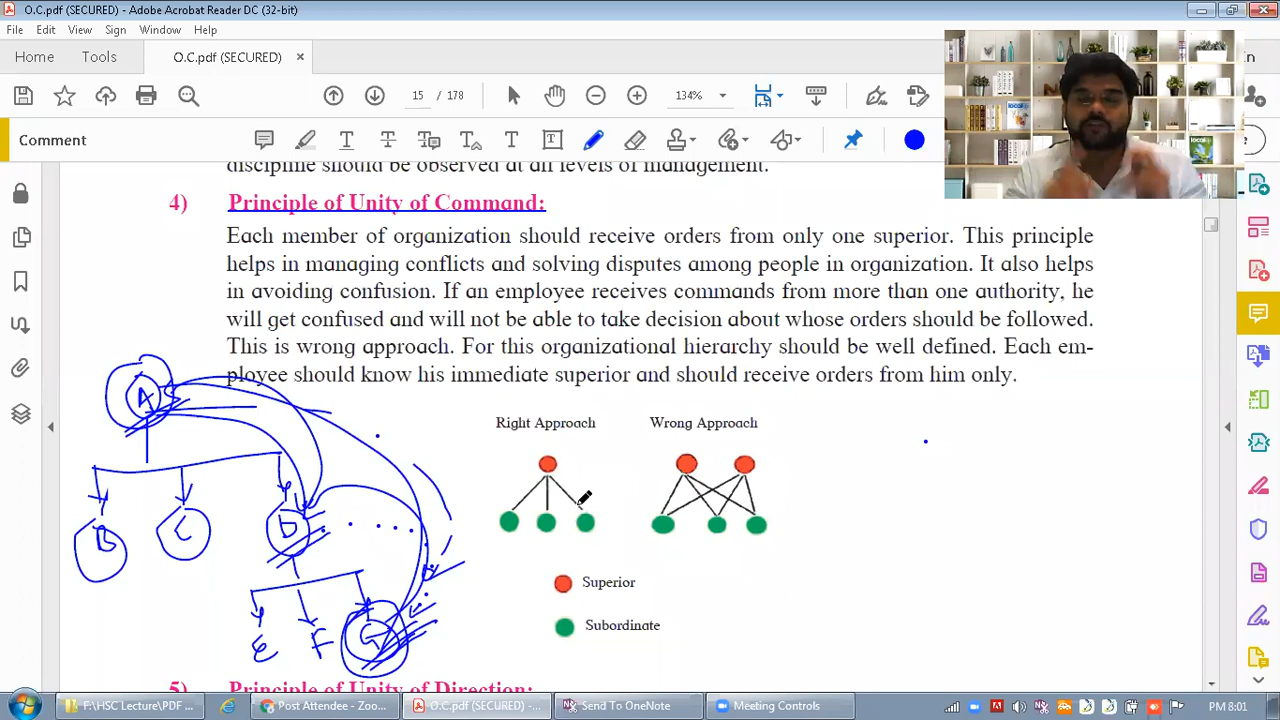 O.C.pdf (SECURED) - Adobe Acrobat Reader DC (32-bit)
File Edit View Sign Window Help
Home Tools O.C.pdf (SECURED) ×
15 178 134%
Comment
discipline should be observed at all levels of management.
4) Principle of Unity of Command:
Each member of organization should receive orders from only one superior. This principle
helps in managing conflicts and solving disputes among people in organization. It also helps
in avoiding confusion. If an employee receives commands from more than one authority, he
will get confused and will not be able to take decision about whose orders should be followed.
This is wrong approach. For this organizational hierarchy should be well defined. Each em-
ployee should know his immediate superior and should receive orders from him only.
A
Right Approach Wrong Approach
B C D
Superior
E F G
Subordinate
5) Principle of Unity of Direction:
F:\HSC Lecture\PDF ... Post Attendee - Zoo... O.C.pdf (SECURED) -... Send To OneNote Meeting Controls PM 8:01